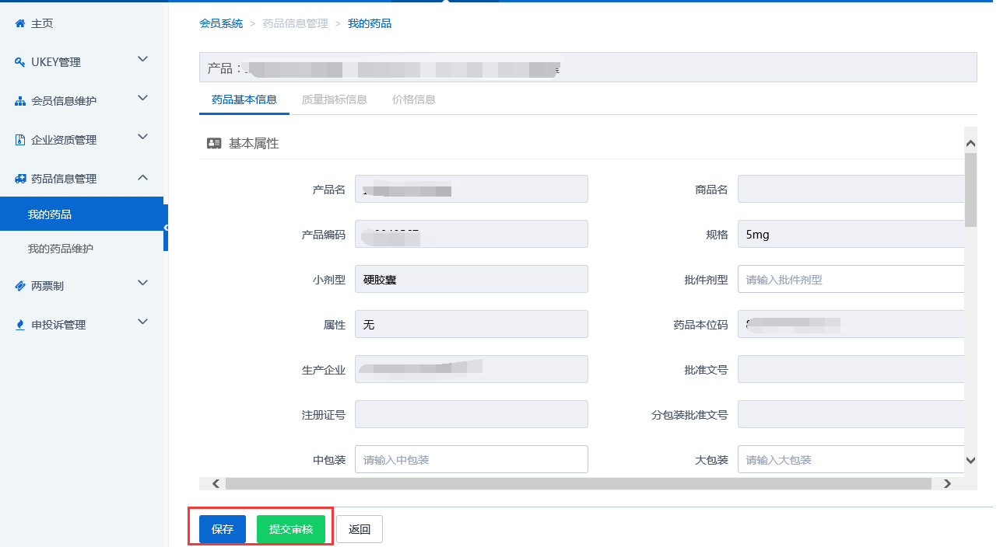 主页
UKEY管理
会员信息维护
企业资质管理
药品信息管理
我的药品
我的药品维护
两票制
申投诉管理
会员系统 > 药品信息管理 > 我的药品
产品：
药品基本信息 质量指标信息 价格信息
基本属性
产品名 商品名
产品编码 规格 5mg
小剂型 硬胶囊 批件剂型 请输入批件剂型
属性 无 药品本位码
生产企业 批准文号
注册证号 分包装批准文号
中包装 请输入中包装 大包装 请输入大包装
保存 提交审核 返回